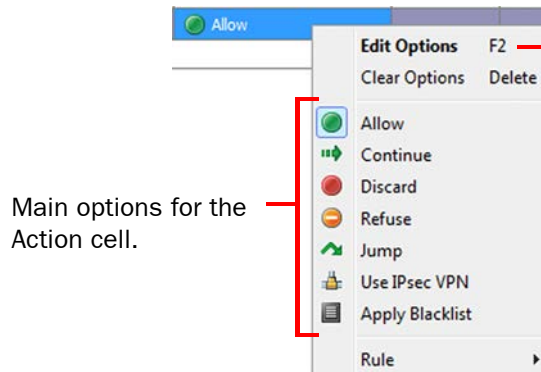 Allow
Edit Options F2
Clear Options Delete
Allow
Continue
Discard
Refuse
Jump
Use IPsec VPN
Apply Blacklist
Rule
Main options for the
Action cell.